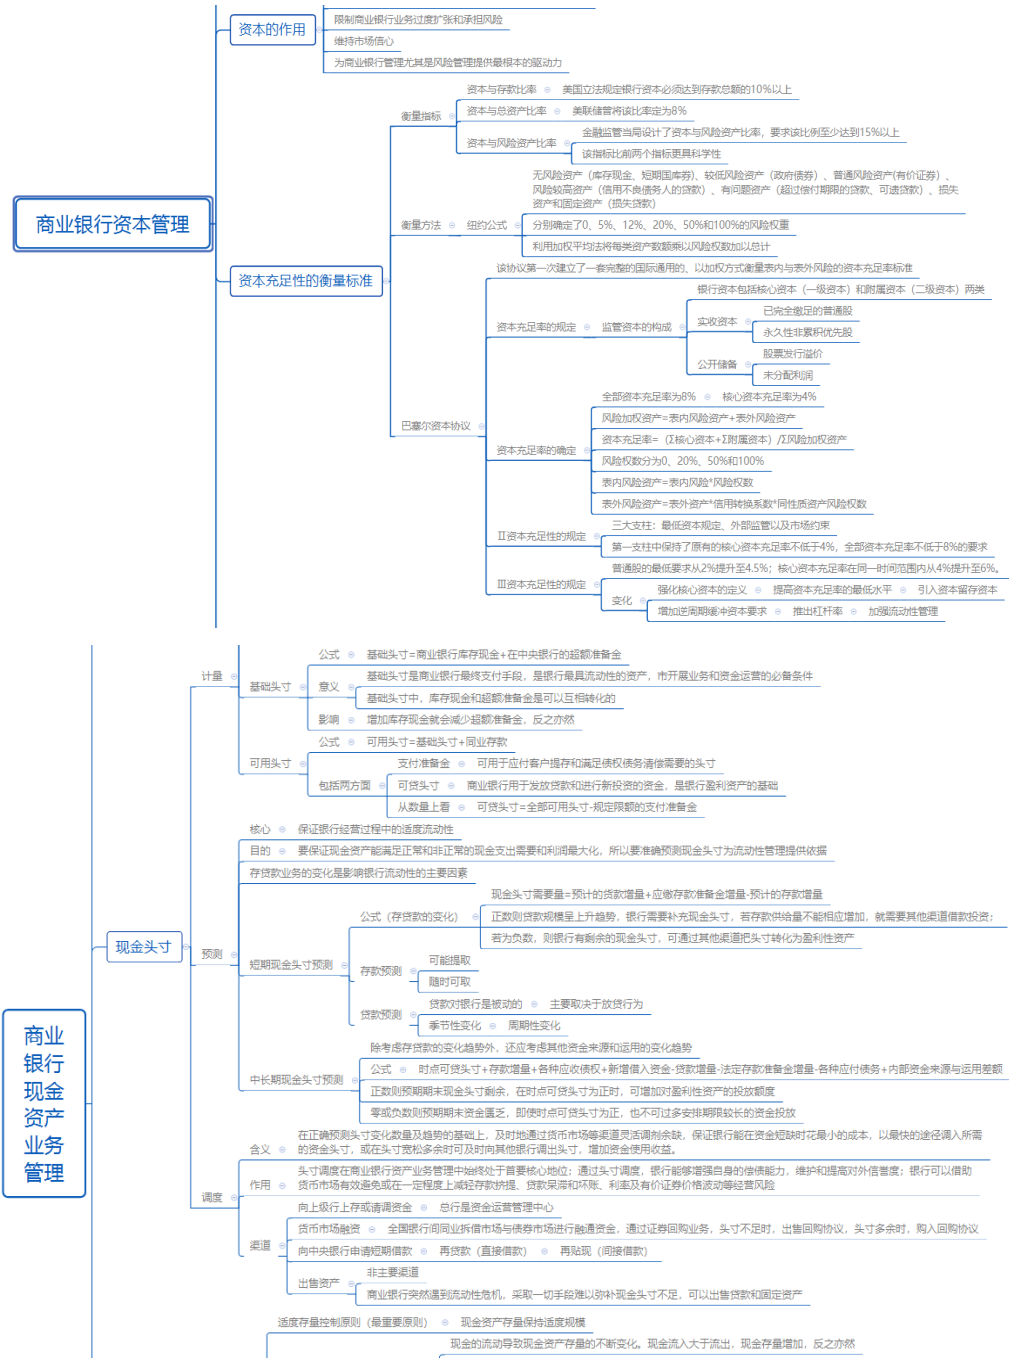 资本的作用
限制商业银行业务过度扩张和承担风险
维持市场信心
为商业银行管理尤其是风险管理提供最根本的驱动力
商业银行资本管理
资本充足性的衡量标准
衡量指标
资本与存款比率
美国立法规定银行资本必须达到存款总额的10%以上
资本与总资产比率
美联储曾将该比率定为8%
资本与风险资产比率
金融监管当局设计了资本与风险资产比率，要求该比例至少达到15%以上
该指标比前两个指标更具科学性
衡量方法
纽约公式
无风险资产（库存现金、短期国库券）、较低风险资产（政府债券）、普通风险资产(有价证券）、
风险较高资产（信用不良债务人的贷款）、有问题资产（超过偿付期限的贷款、可遗贷款）、损失
资产和固定资产（损失贷款）
分别确定了0、5%、12%、20%、50%和100%的风险权重
利用加权平均法将每类资产数额乘以风险权数加以总计
巴塞尔资本协议
该协议第一次建立了一套完整的国际通用的、以加权方式衡量表内与表外风险的资本充足率标准
资本充足率的规定
监管资本的构成
银行资本包括核心资本（一级资本）和附属资本（二级资本）两类
实收资本
已完全缴足的普通股
永久性非累积优先股
公开储备
股票发行溢价
未分配利润
资本充足率的确定
全部资本充足率为8%
核心资本充足率为4%
风险加权资产=表内风险资产+表外风险资产
资本充足率=（Σ核心资本+Σ附属资本）/Σ风险加权资产
风险权数分为0、20%、50%和100%
表内风险资产=表内风险*风险权数
表外风险资产=表外资产*信用转换系数*同性质资产风险权数
Ⅱ资本充足性的规定
三大支柱：最低资本规定、外部监管以及市场约束
第一支柱中保持了原有的核心资本充足率不低于4%，全部资本充足率不低于8%的要求
Ⅲ资本充足性的规定
普通股的最低要求从2%提升至4.5%；核心资本充足率在同一时间范围内从4%提升至6%。
变化
强化核心资本的定义
提高资本充足率的最低水平
引入资本留存资本
增加逆周期缓冲资本要求
推出杠杆率
加强流动性管理
商业
银行
现金
资产
业务
管理
现金头寸
计量
基础头寸
公式
基础头寸=商业银行库存现金+在中央银行的超额准备金
意义
基础头寸是商业银行最终支付手段，是银行最具流动性的资产，市开展业务和资金运营的必备条件
基础头寸中，库存现金和超额准备金是可以互相转化的
影响
增加库存现金就会减少超额准备金，反之亦然
可用头寸
公式
可用头寸=基础头寸+同业存款
包括两方面
支付准备金
可用于应付客户提存和满足债权债务清偿需要的头寸
可贷头寸
商业银行用于发放贷款和进行新投资的资金，是银行盈利资产的基础
从数量上看
可贷头寸=全部可用头寸-规定限额的支付准备金
预测
核心
保证银行经营过程中的适度流动性
目的
要保证现金资产能满足正常和非正常的现金支出需要和利润最大化，所以要准确预测现金头寸为流动性管理提供依据
存贷款业务的变化是影响银行流动性的主要因素
短期现金头寸预测
公式（存贷款的变化）
现金头寸需要量=预计的货款增量+应缴存款准备金增量-预计的存款增量
正数则贷款规模呈上升趋势，银行需要补充现金头寸，若存款供给量不能相应增加，就需要其他渠道借款投资；
若为负数，则银行有剩余的现金头寸，可通过其他渠道把头寸转化为盈利性资产
存款预测
可能提取
随时可取
贷款预测
贷款对银行是被动的
主要取决于放贷行为
季节性变化
周期性变化
中长期现金头寸预测
除考虑存贷款的变化趋势外，还应考虑其他资金来源和运用的变化趋势
公式
时点可贷头寸+存款增量+各种应收债权+新增借入资金-贷款增量-法定存款准备金增量-各种应付债务+内部资金来源与运用差额
正数则预期期末现金头寸剩余，在时点可贷头寸为正时，可增加对盈利性资产的投放额度
零或负数则预期期末资金匮乏，即使时点可贷头寸为正，也不可过多安排期限较长的资金投放
调度
含义
在正确预测头寸变化数量及趋势的基础上，及时地通过货币市场等渠道灵活调剂余缺，保证银行能在资金短缺时花最小的成本，以最快的途径调入所需
的资金头寸，或在头寸宽松多余时可及时向其他银行调出头寸，增加资金使用收益。
作用
头寸调度在商业银行资产业务管理中始终处于首要核心地位；通过头寸调度，银行能够增强自身的偿债能力，维护和提高对外信誉度；银行可以借助
货币市场有效避免或在一定程度上减轻存款挤提、贷款呆滞和坏账、利率及有价证券价格波动等经营风险
渠道
向上级行上存或请调资金
总行是资金运营管理中心
货币市场融资
全国银行间同业拆借市场与债券市场进行融通资金，通过证券回购业务，头寸不足时，出售回购协议，头寸多余时，购入回购协议
向中央银行申请短期借款
再贷款（直接借款）
再贴现（间接借款）
出售资产
非主要渠道
商业银行突然遇到流动性危机，采取一切手段难以弥补现金头寸不足，可以出售贷款和固定资产
适度存量控制原则（最重要原则）
现金资产存量保持适度规模
现金的流动导致现金资产存量的不断变化。现金流入大于流出，现金存量增加，反之亦然